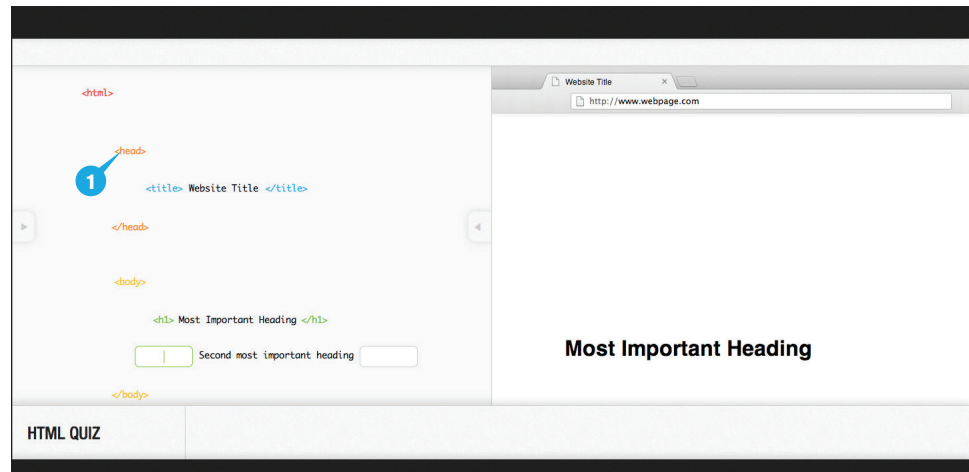 <html>
<head>
1
<title> Website Title </title>
</head>
<body>
<h1> Most Important Heading </h1>
Second most important heading
</body>
Website Title
http://www.webpage.com
Most Important Heading
HTML QUIZ